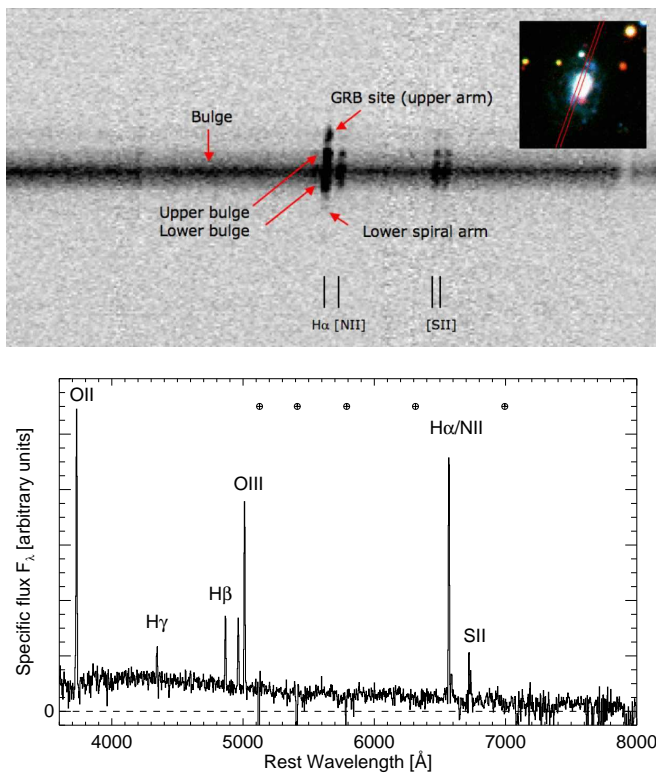 GRB site (upper arm)
Bulge
Upper bulge
Lower bulge
Lower spiral arm
Hα [NII]
[SII]
OII
Hα/NII
OIII
Hβ
Hγ
SII
Specific flux Fλ [arbitrary units]
0
4000 5000 6000 7000 8000
Rest Wavelength [Å]